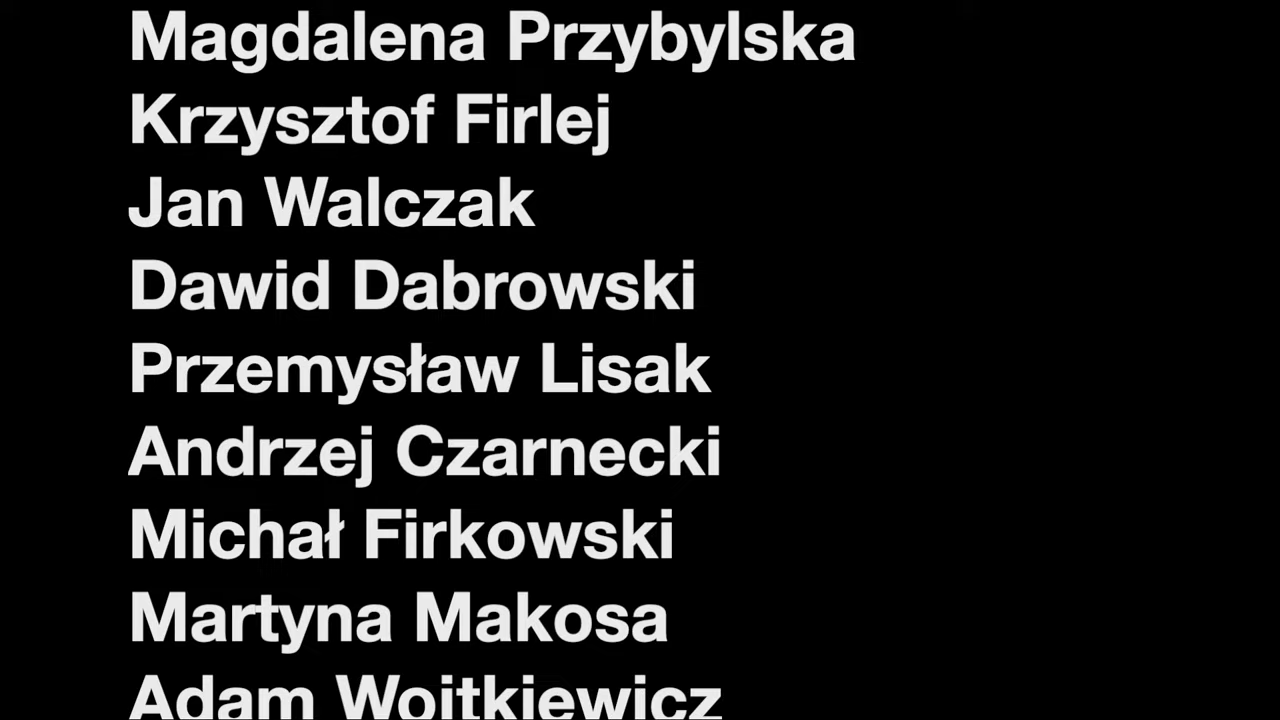 Magdalena Przybylska
Krzysztof Firlej
Jan Walczak
Dawid Dabrowski
Przemysław Lisak
Andrzej Czarnecki
Michał Firkowski
Martyna Makosa
Adam Wojtkiewicz